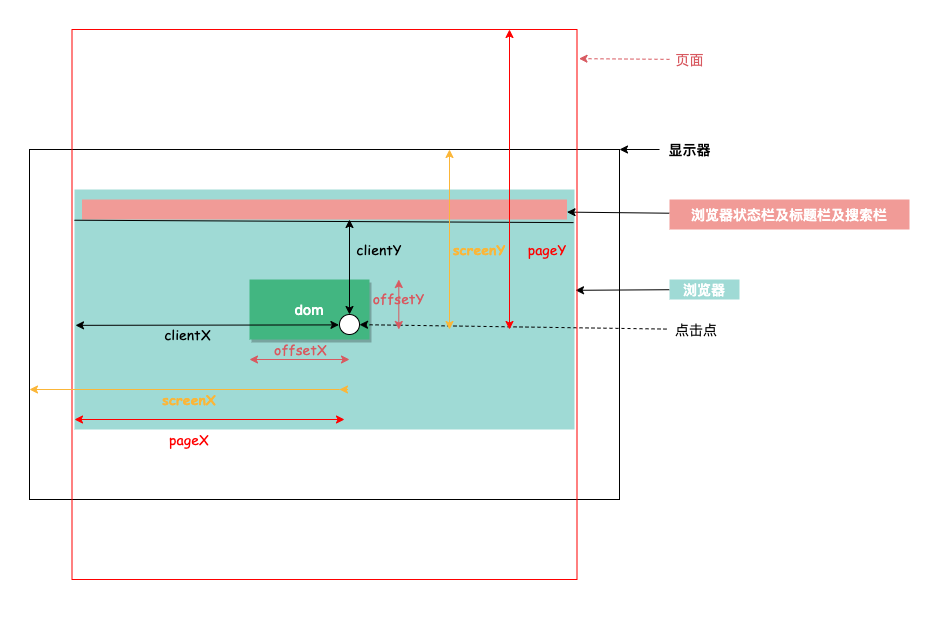 页面
显示器
浏览器状态栏及标题栏及搜索栏
clientY
screenY
pageY
浏览器
offsetY
dom
点击点
clientX
offsetX
screenX
pageX